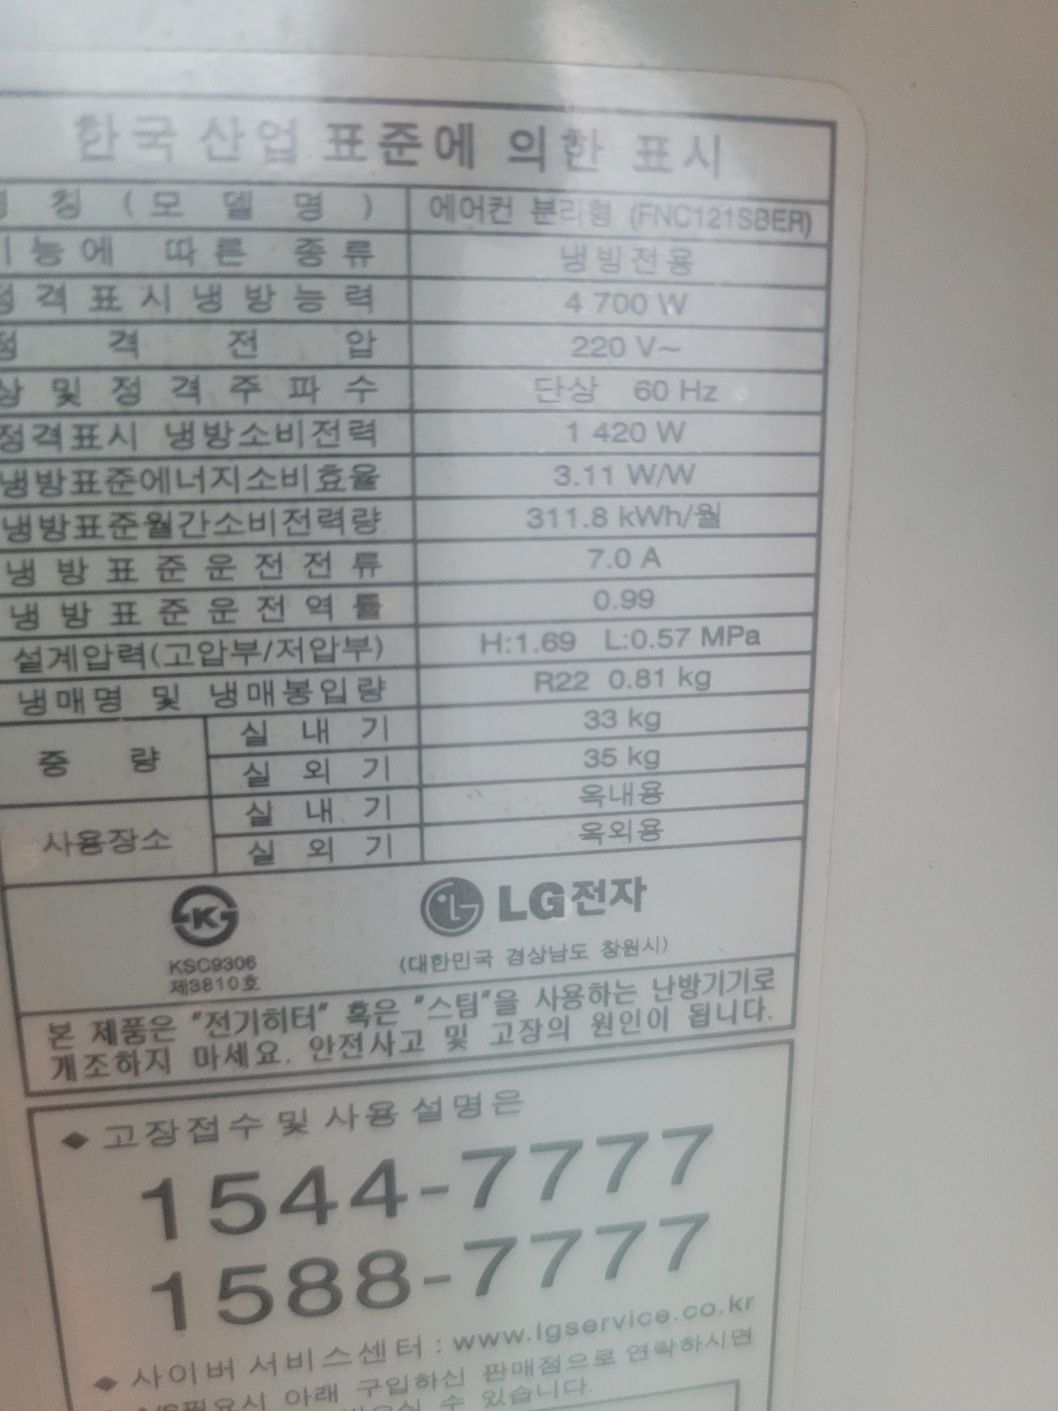 한국 산업 표준에 의한 표시
칭 (모델명) 에어컨 분리형 (FNC121SBER)
능에 따른 종류 냉방전용
격표시냉방능력 4 700 W
격 전 압 220 V~
상 및 정격주파수 단상 60 Hz
정격표시 냉방소비전력 1 420 W
냉방표준에너지소비효율 3.11 W/W
냉방표준월간소비전력량 311.8 kWh/월
냉방표준운전전류 7.0 A
냉방표준운전역률 0.99
설계압력(고압부/저압부) H:1.69 L:0.57 MPa
냉매명 및 냉매봉입량 R22 0.81 kg
중 량 실 내 기 33 kg
실 외 기 35 kg
사용장소 실 내 기 옥내용
실 외 기 옥외용
K
KSC9306
제3810호
LG전자
(대한민국 경상남도 창원시)
본 제품은 "전기히터" 혹은 "스팀"을 사용하는 난방기기로
개조하지 마세요. 안전사고 및 고장의 원인이 됩니다.
◆ 고장접수 및 사용 설명은
1544-7777
1588-7777
◆ 사이버 서비스센터 : www.lgservice.co.kr
필요시 아래 구입하신 판매점으로 연락하시면
수 있습니다.